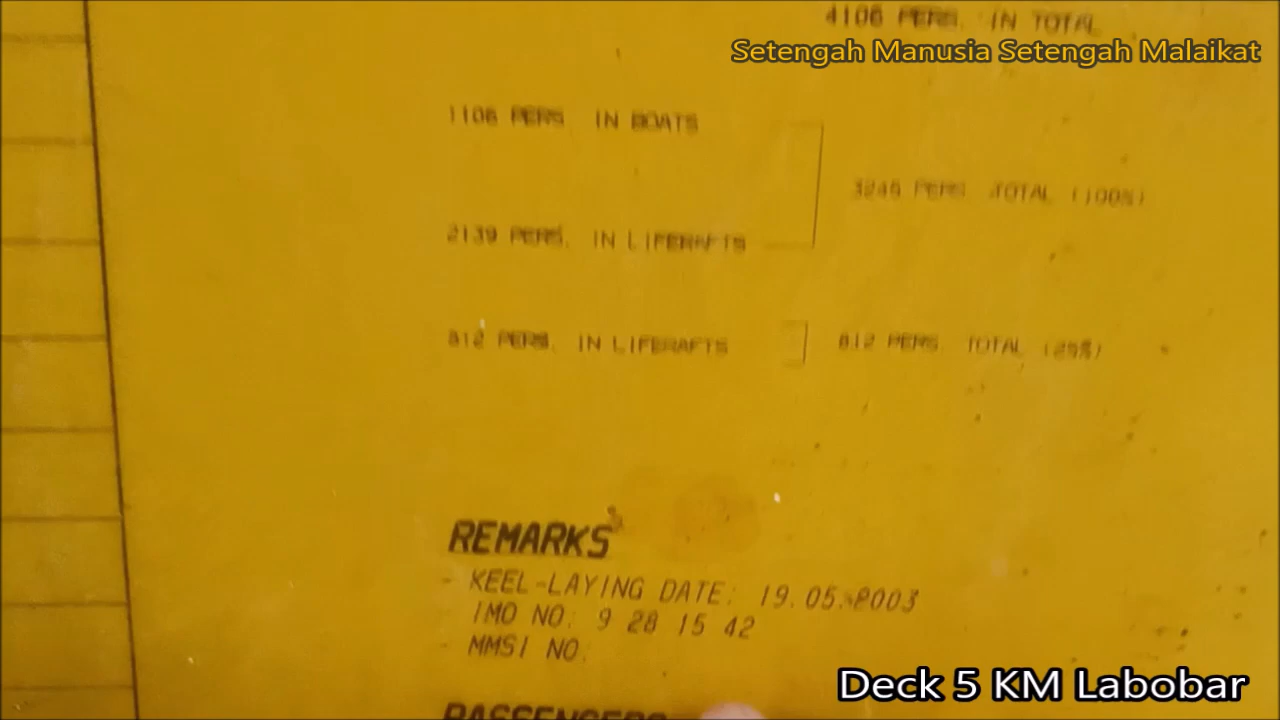 4106 PERS. IN TOTAL
Setengah Manusia Setengah Malaikat
1106 PERS. IN BOATS
3245 PERS. TOTAL (100%)
2139 PERS. IN LIFERAFTS
812 PERS. IN LIFERAFTS
812 PERS. TOTAL (25%)
REMARKS
- KEEL-LAYING DATE: 19.05.2003
IMO NO: 9 28 15 42
- MMSI NO:
PASSENGERS
Deck 5 KM Labobar